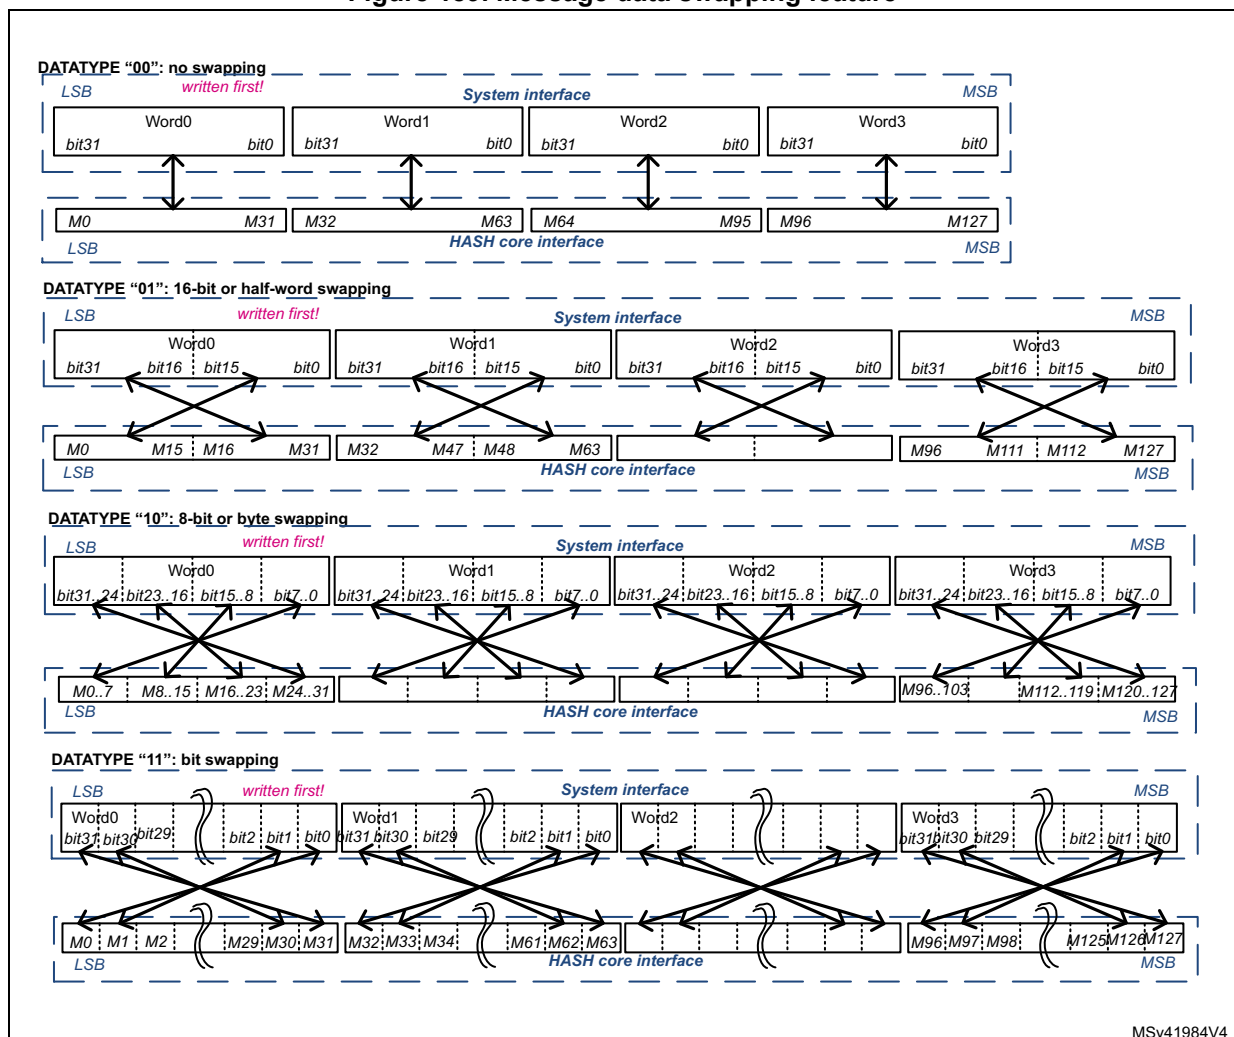 Figure 135: Message data swapping feature
DATATYPE “00”: no swapping
LSB written first! System interface MSB
Word0 Word1 Word2 Word3
bit31 bit0 bit31 bit0 bit31 bit0 bit31 bit0
M0 M31 M32 M63 M64 M95 M96 M127
LSB HASH core interface MSB
DATATYPE “01”: 16-bit or half-word swapping
LSB written first! System interface MSB
Word0 Word1 Word2 Word3
bit31 bit16 bit15 bit0 bit31 bit16 bit15 bit0 bit31 bit16 bit15 bit0 bit31 bit16 bit15 bit0
M0 M15 M16 M31 M32 M47 M48 M63 M96 M111 M112 M127
LSB HASH core interface MSB
DATATYPE “10”: 8-bit or byte swapping
LSB written first! System interface MSB
Word0 Word1 Word2 Word3
bit31..24 bit23..16 bit15..8 bit7..0 bit31..24 bit23..16 bit15..8 bit7..0 bit31..24 bit23..16 bit15..8 bit7..0 bit31..24 bit23..16 bit15..8 bit7..0
M0..7 M8..15 M16..23 M24..31 M96..103 M112..119 M120..127
LSB HASH core interface MSB
DATATYPE “11”: bit swapping
LSB written first! System interface MSB
Word0 Word1 Word2 Word3
bit31 bit30 bit29 bit2 bit1 bit0 bit31 bit30 bit29 bit2 bit1 bit0 bit31 bit30 bit29 bit2 bit1 bit0
M0 M1 M2 M29 M30 M31 M32 M33 M34 M61 M62 M63 M96 M97 M98 M125 M126 M127
LSB HASH core interface MSB
MSv41984V4